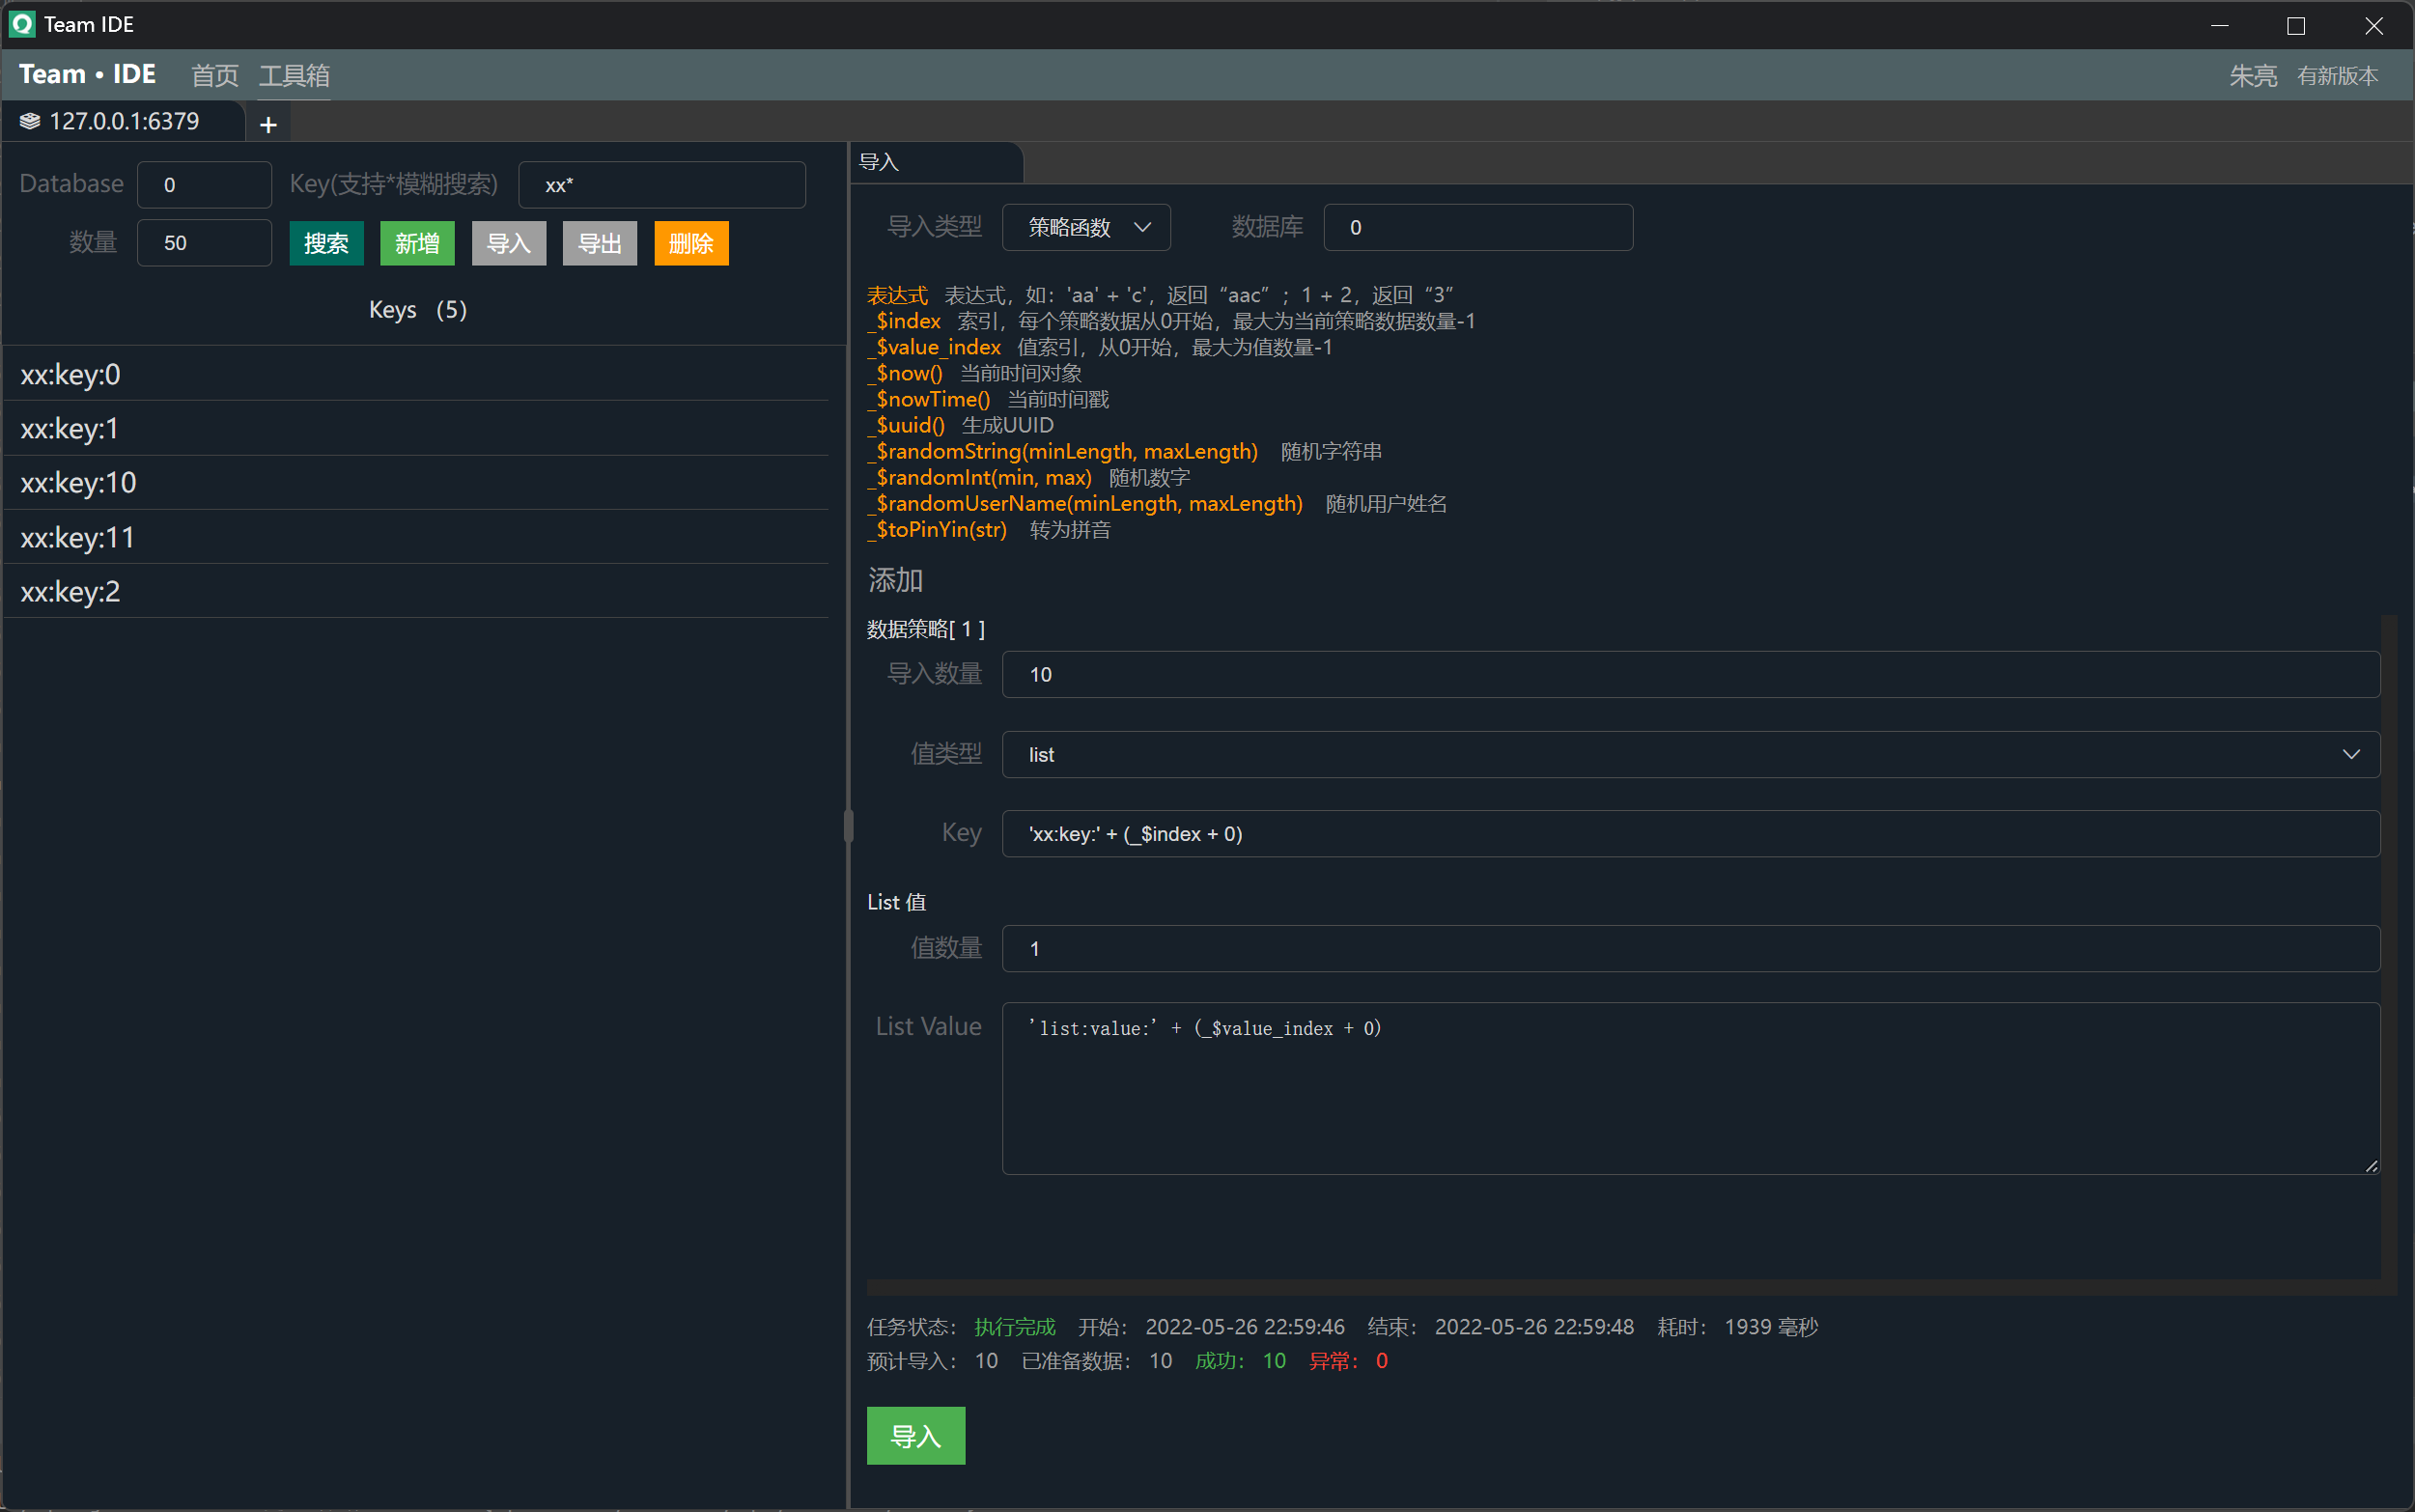 Team IDE
Team • IDE 首页 工具箱 朱亮 有新版本
127.0.0.1:6379 +
Database 0 Key(支持*模糊搜索) xx*
数量 50 搜索 新增 导入 导出 删除
Keys (5)
xx:key:0
xx:key:1
xx:key:10
xx:key:11
xx:key:2
导入
导入类型 策略函数 数据库 0
表达式 表达式，如：'aa' + 'c'，返回“aac”；1 + 2，返回“3”
_$index 索引，每个策略数据从0开始，最大为当前策略数据数量-1
_$value_index 值索引，从0开始，最大为值数量-1
_$now() 当前时间对象
_$nowTime() 当前时间戳
_$uuid() 生成UUID
_$randomString(minLength, maxLength) 随机字符串
_$randomInt(min, max) 随机数字
_$randomUserName(minLength, maxLength) 随机用户姓名
_$toPinYin(str) 转为拼音
添加
数据策略[ 1 ]
导入数量 10
值类型 list
Key 'xx:key:' + (_$index + 0)
List 值
值数量 1
List Value 'list:value:' + (_$value_index + 0)
任务状态： 执行完成 开始： 2022-05-26 22:59:46 结束： 2022-05-26 22:59:48 耗时： 1939 毫秒
预计导入： 10 已准备数据： 10 成功： 10 异常： 0
导入